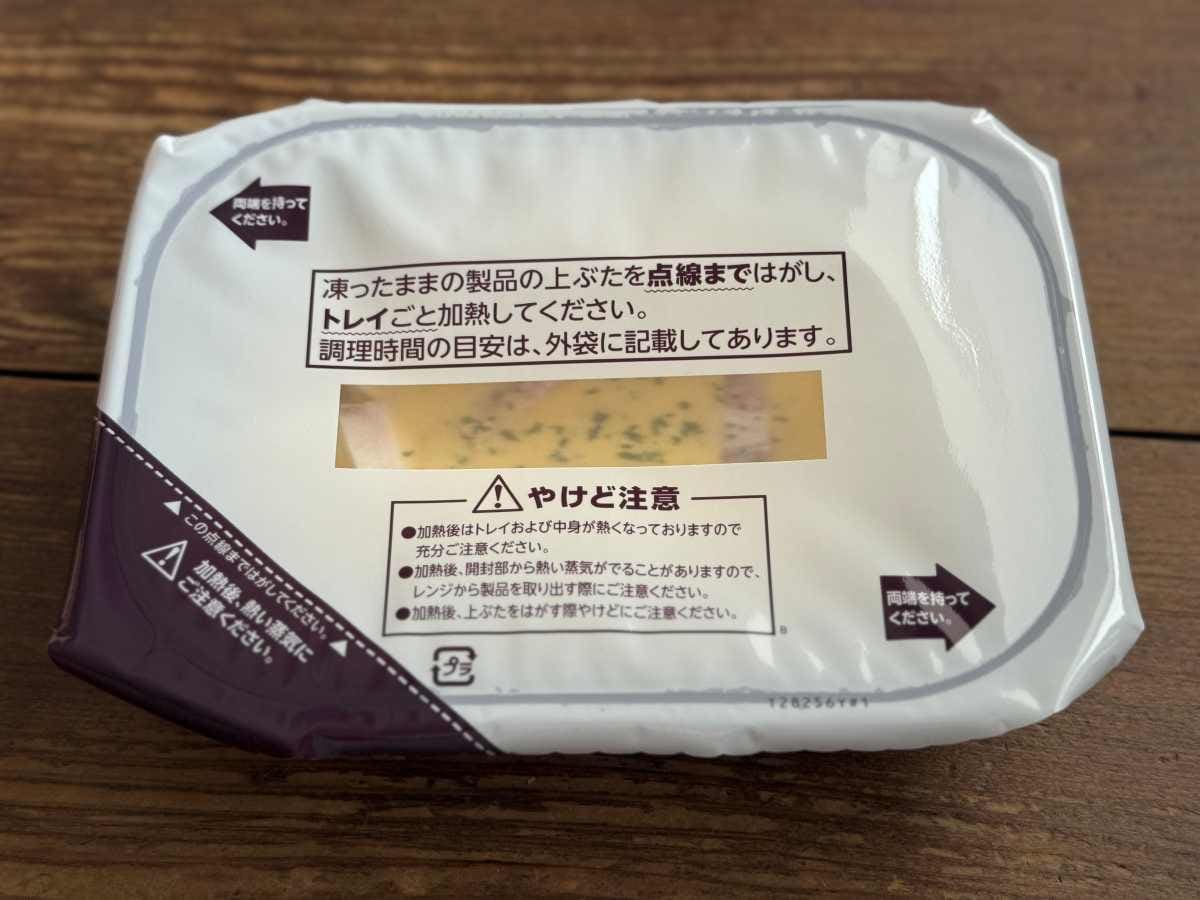 両端を持って
ください。
凍ったままの製品の上ぶたを点線まではがし、
トレイごと加熱してください。
調理時間の目安は、外袋に記載してあります。
⚠やけど注意
●加熱後はトレイおよび中身が熱くなっておりますので
充分ご注意ください。
●加熱後、開封部から熱い蒸気がでることがありますので、
レンジから製品を取り出す際にご注意ください。
●加熱後、上ぶたをはがす際やけどにご注意ください。
B
▲この点線まではがしてください。▲
⚠加熱後、熱い蒸気に
ご注意ください。
両端を持って
ください。
プラ
T28256Y#1